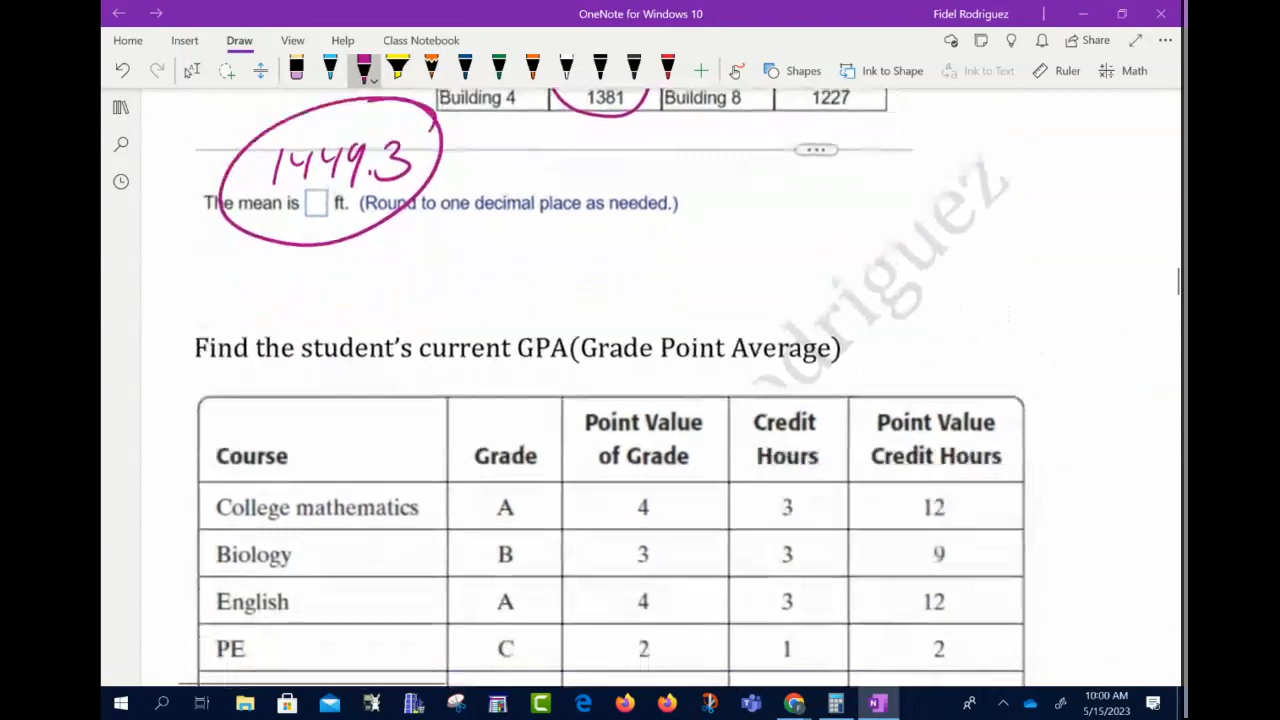 OneNote for Windows 10
Fidel Rodriguez
Home Insert Draw View Help Class Notebook
Share
Shapes Ink to Shape Ink to Text Ruler Math
Building 4 1381 Building 8 1227
1449.3
The mean is ft. (Round to one decimal place as needed.)
Find the student's current GPA(Grade Point Average)
Course Grade Point Value of Grade Credit Hours Point Value Credit Hours
College mathematics A 4 3 12
Biology B 3 3 9
English A 4 3 12
PE C 2 1 2
10:00 AM
5/15/2023